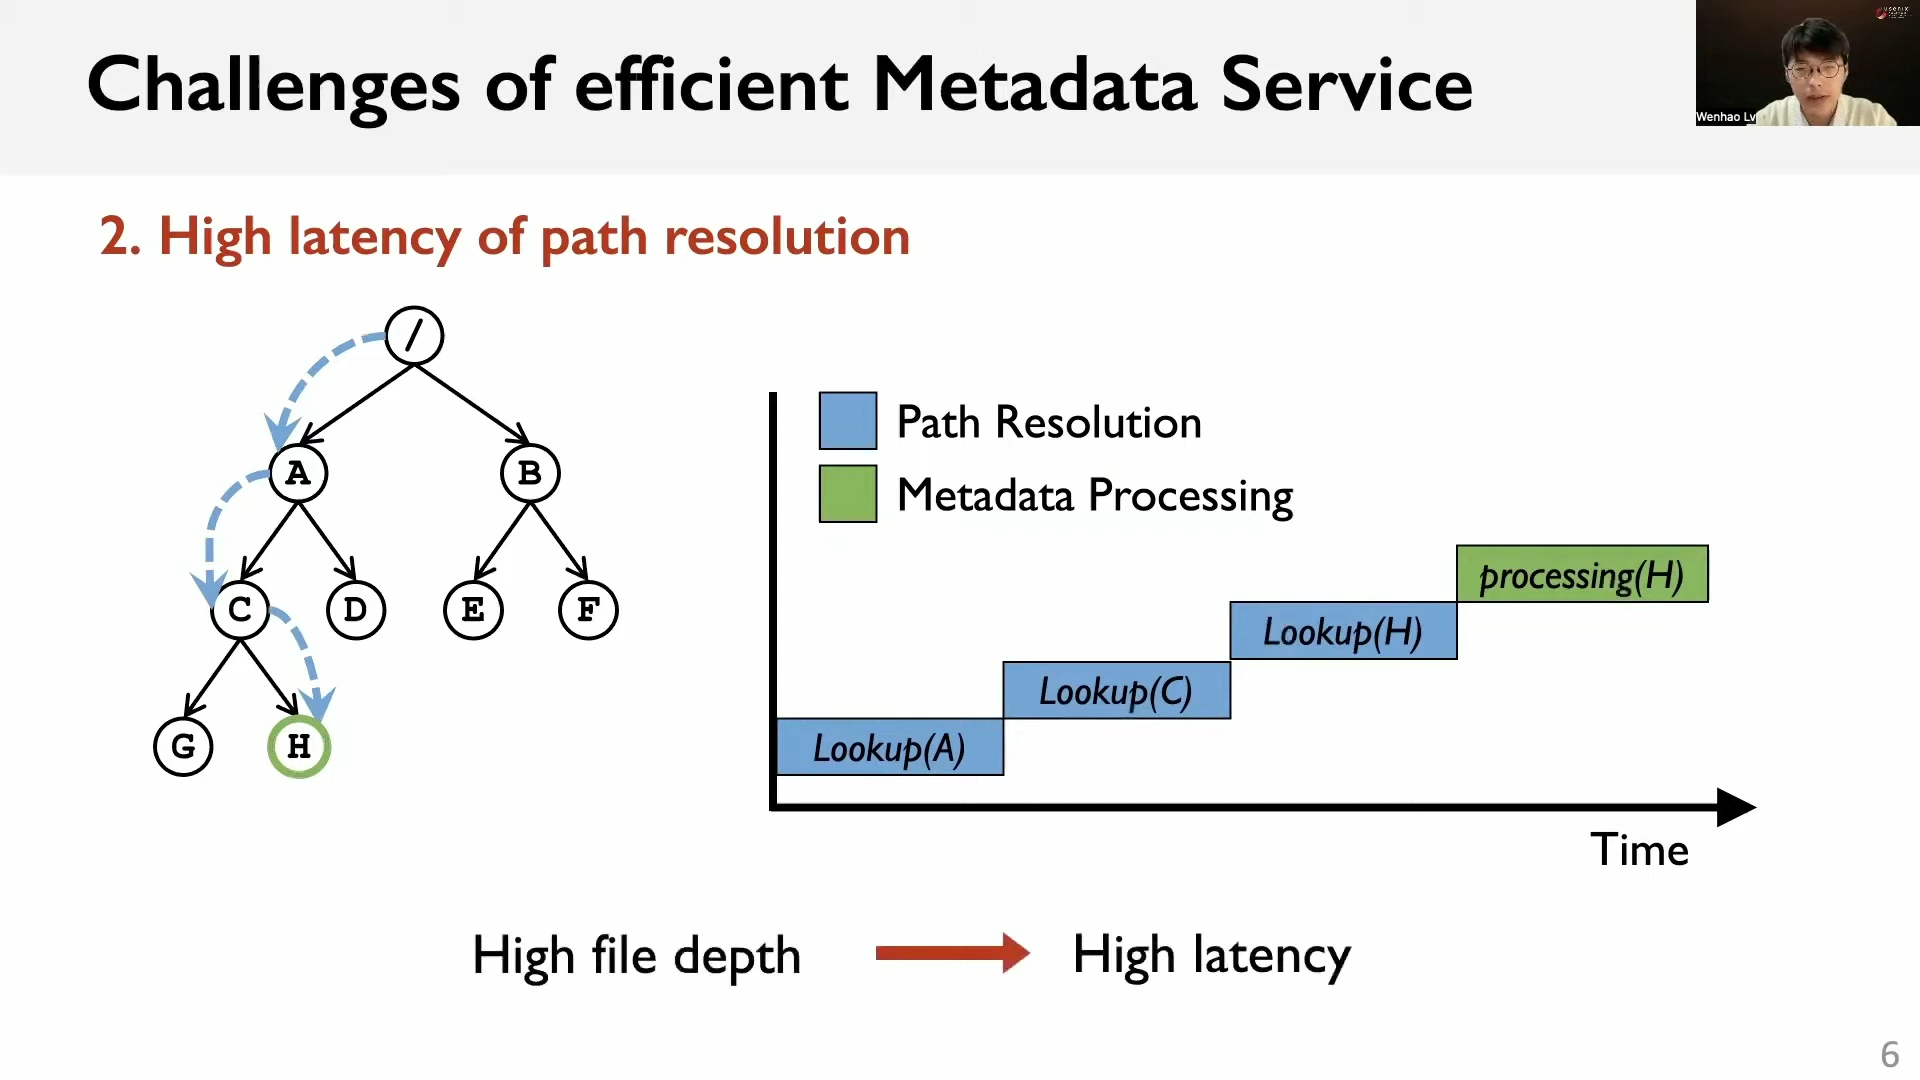 Challenges of efficient Metadata Service
usenix
Wenhao Lv
2. High latency of path resolution
/
A
B
C
D
E
F
G
H
Path Resolution
Metadata Processing
processing(H)
Lookup(H)
Lookup(C)
Lookup(A)
Time
High file depth
High latency
6